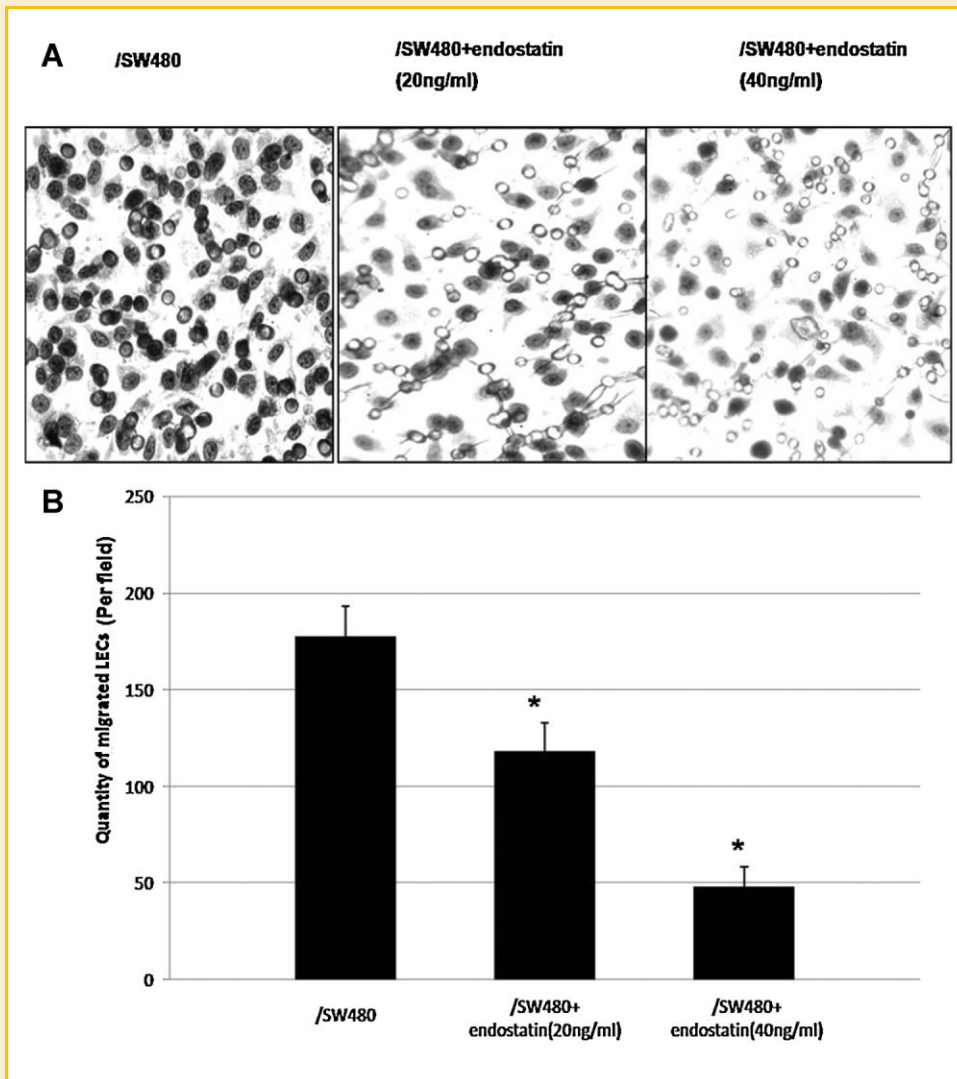 A
/SW480
/SW480+endostatin
(20ng/ml)
/SW480+endostatin
(40ng/ml)
B
Quantity of migrated LECs (Per field)
250
200
150
100
50
0
*
*
/SW480
/SW480+
endostatin(20ng/ml)
/SW480+
endostatin(40ng/ml)